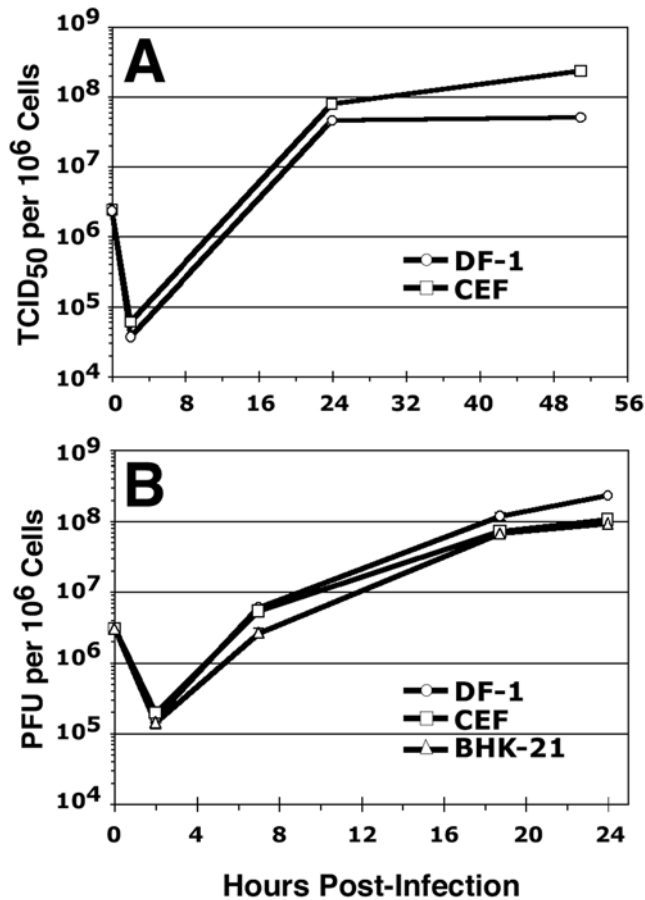 A
TCID50 per 10^6 Cells
10^9
10^8
10^7
10^6
10^5
10^4
DF-1
CEF
0 8 16 24 32 40 48 56
B
PFU per 10^6 Cells
10^9
10^8
10^7
10^6
10^5
10^4
DF-1
CEF
BHK-21
0 4 8 12 16 20 24
Hours Post-Infection